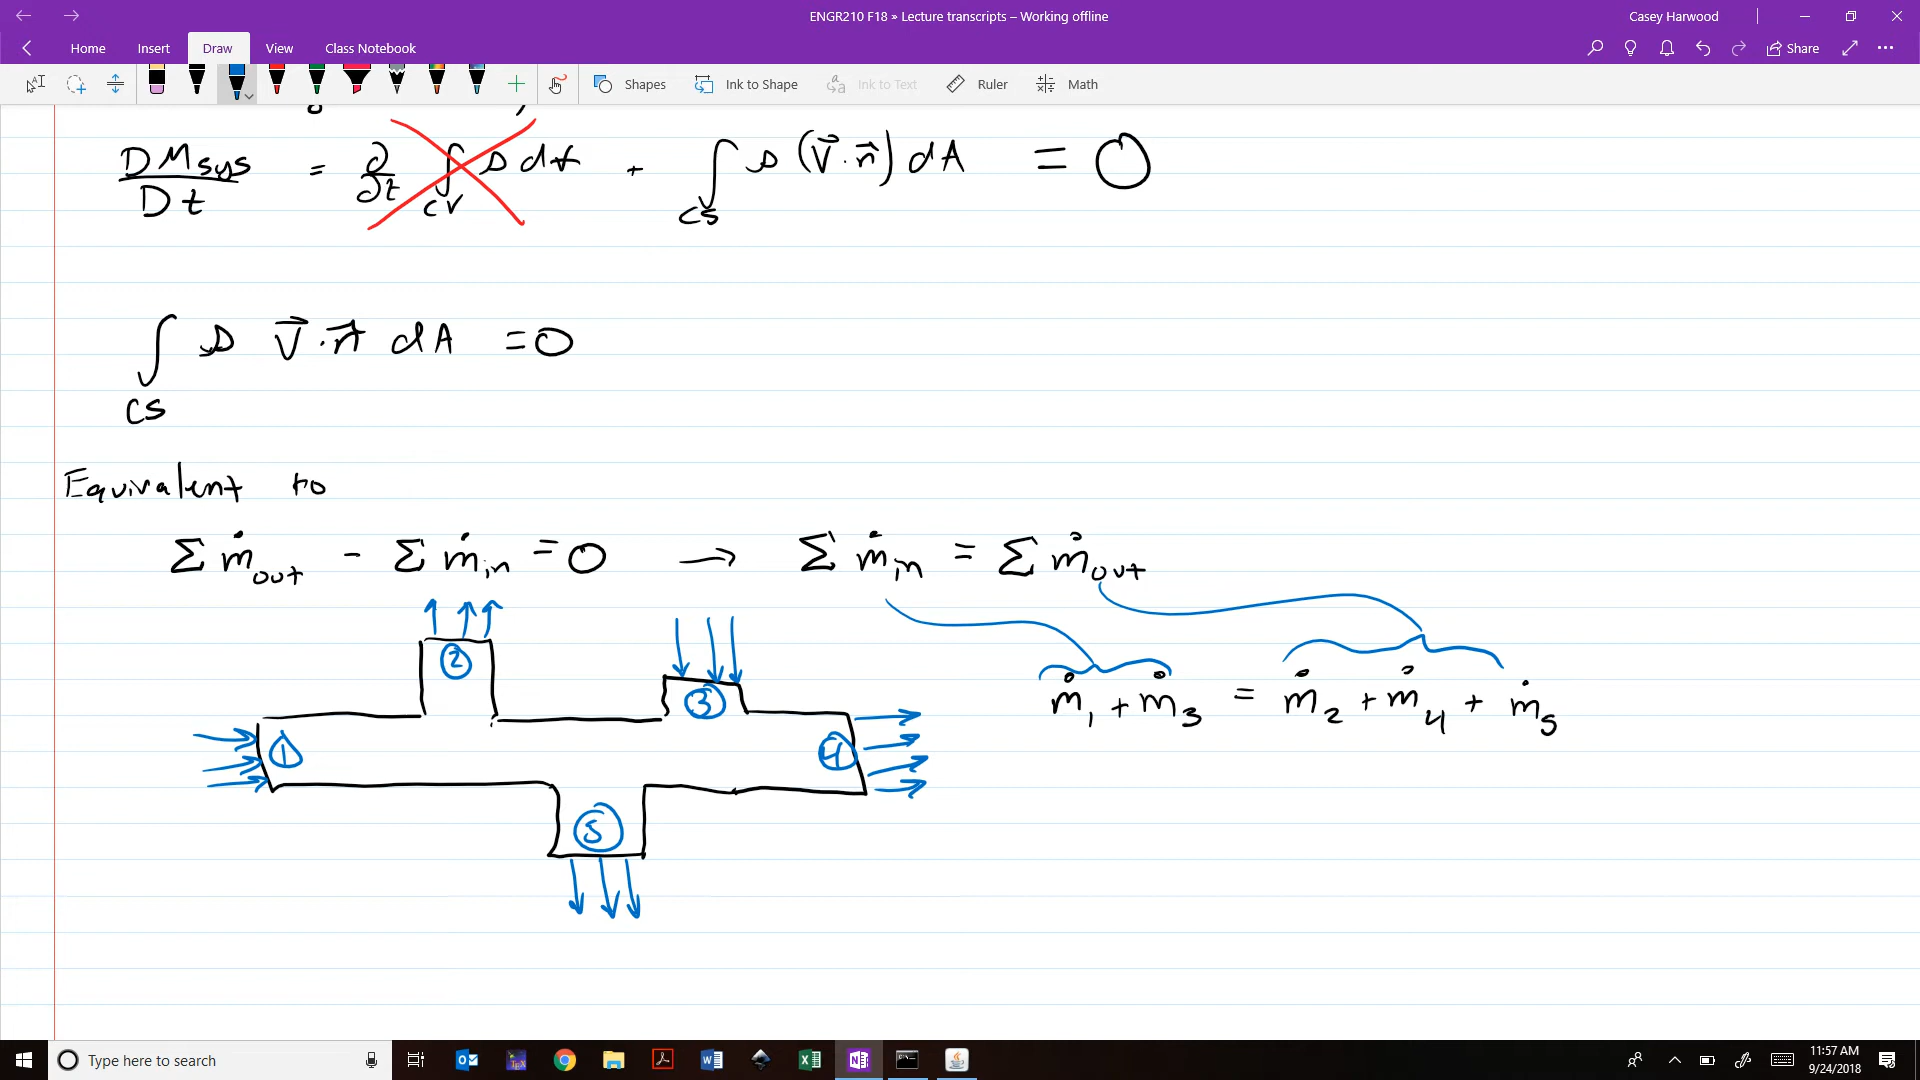 ENGR210 F18 » Lecture transcripts – Working offline
Casey Harwood
Home Insert Draw View Class Notebook
Share
Shapes Ink to Shape Ink to Text Ruler Math
DMsys/Dt = ∂/∂t ∫CV ρ dV + ∫CS ρ (V⃗ · n⃗) dA = 0
∫CS ρ V⃗ · n⃗ dA = 0
Equivalent to
Σ ṁout - Σ ṁin = 0 → Σ ṁin = Σ ṁout
2
3
ṁ1 + ṁ3 = ṁ2 + ṁ4 + ṁ5
1
4
5
Type here to search
11:57 AM
9/24/2018